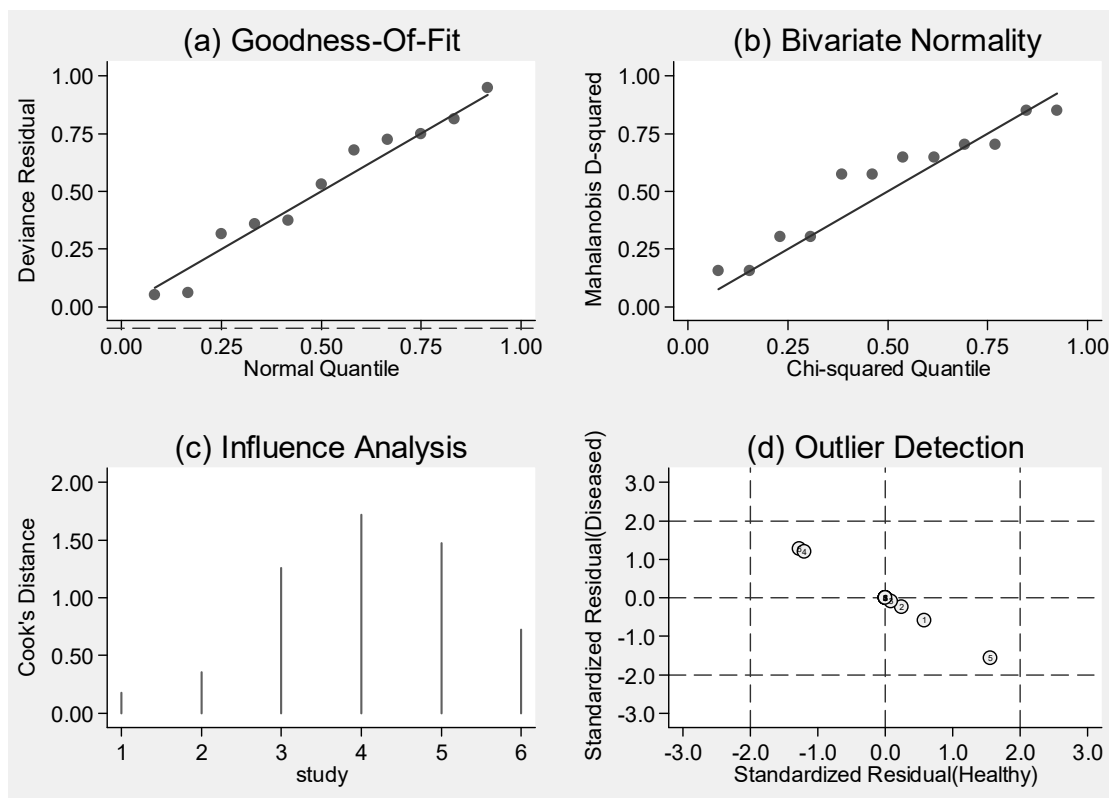 (a) Goodness-Of-Fit
Deviance Residual
1.00
0.75
0.50
0.25
0.00
0.00 0.25 0.50 0.75 1.00
Normal Quantile
(b) Bivariate Normality
Mahalanobis D-squared
1.00
0.75
0.50
0.25
0.00
0.00 0.25 0.50 0.75 1.00
Chi-squared Quantile
(c) Influence Analysis
Cook's Distance
2.00
1.50
1.00
0.50
0.00
1 2 3 4 5 6
study
(d) Outlier Detection
Standardized Residual(Diseased)
3.0
2.0
1.0
0.0
-1.0
-2.0
-3.0
4
2
1
5
-3.0 -2.0 -1.0 0.0 1.0 2.0 3.0
Standardized Residual(Healthy)